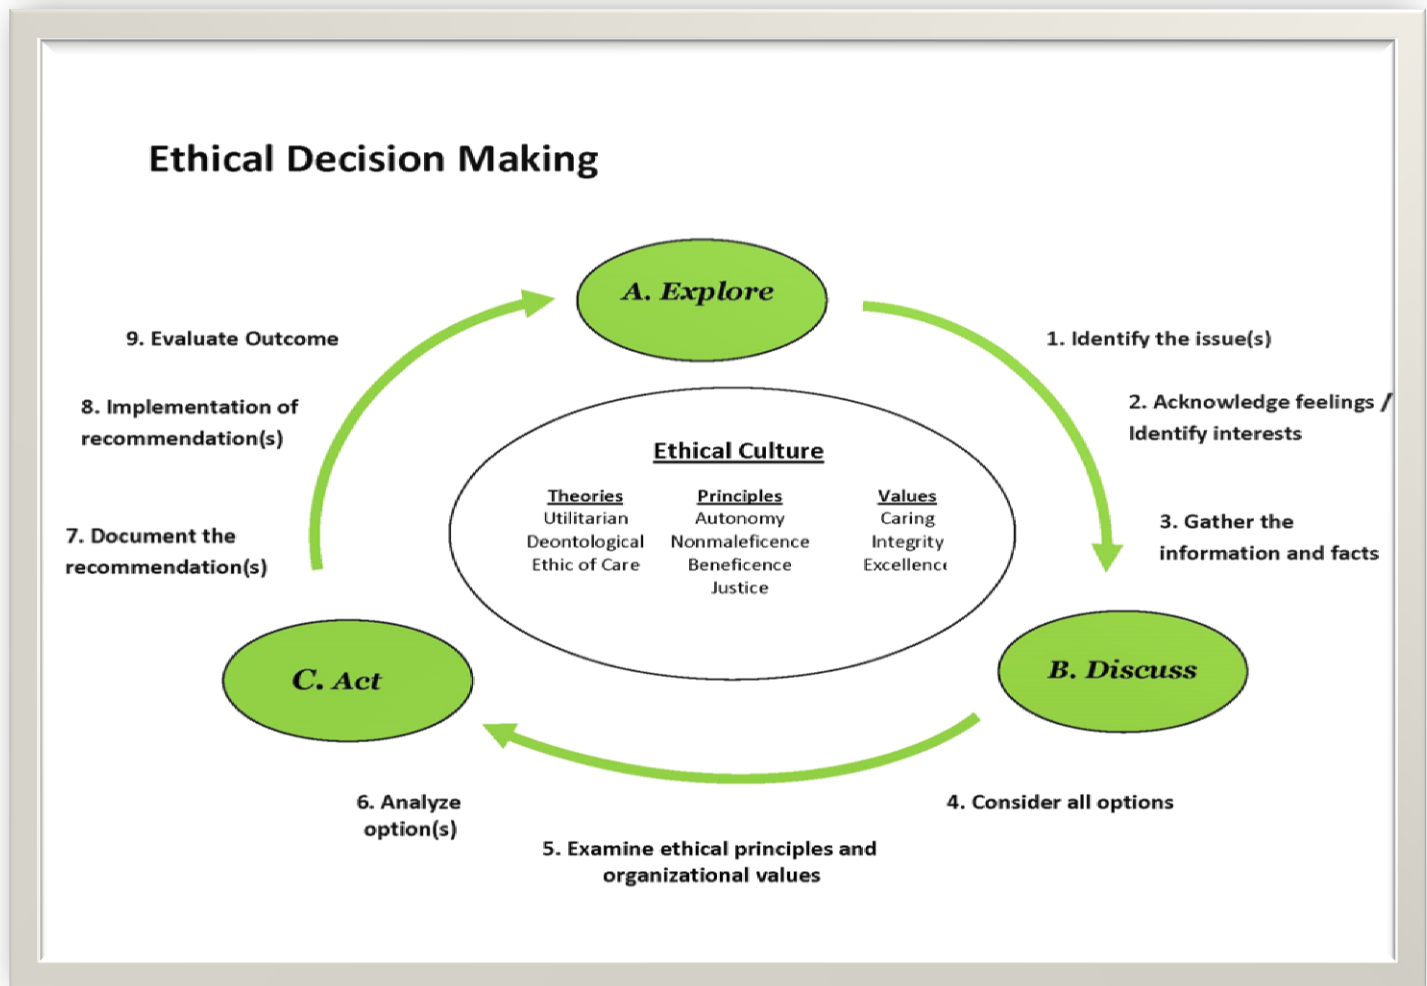 Ethical Decision Making
A. Explore
1. Identify the issue(s)
2. Acknowledge feelings /
Identify interests
3. Gather the
information and facts
B. Discuss
4. Consider all options
5. Examine ethical principles and
organizational values
6. Analyze
option(s)
C. Act
7. Document the
recommendation(s)
8. Implementation of
recommendation(s)
9. Evaluate Outcome
Ethical Culture
Theories
Utilitarian
Deontological
Ethic of Care
Principles
Autonomy
Nonmaleficence
Beneficence
Justice
Values
Caring
Integrity
Excellence